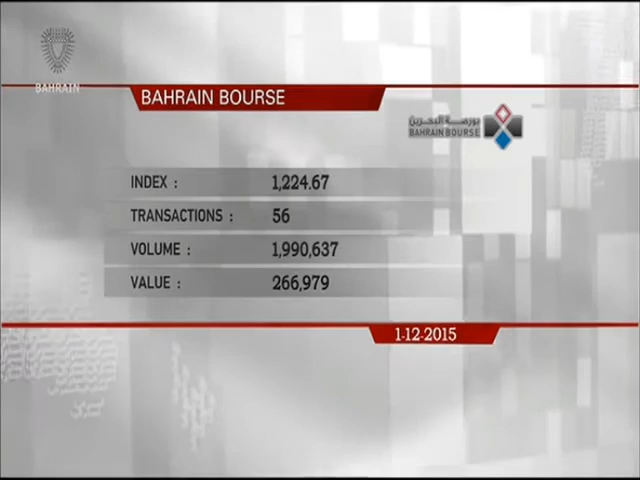 BAHRAIN
BAHRAIN BOURSE
بورصة البحرين
BAHRAIN BOURSE
INDEX : 1,224.67
TRANSACTIONS : 56
VOLUME : 1,990,637
VALUE : 266,979
1-12-2015